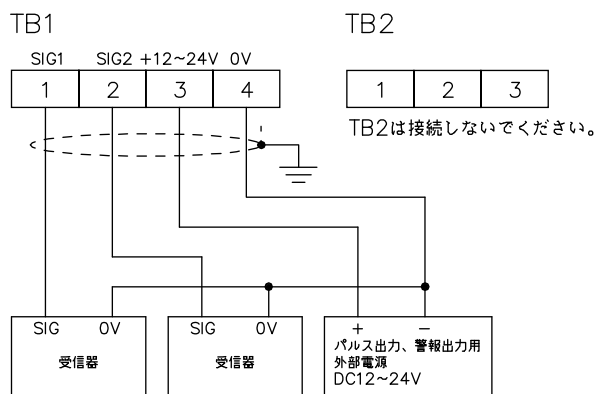 TB1
TB2
SIG1 SIG2 +12~24V 0V
1 2 3 4
1 2 3
TB2は接続しないでください。
SIG 0V
受信器
SIG 0V
受信器
+ −
パルス出力、警報出力用
外部電源
DC12~24V